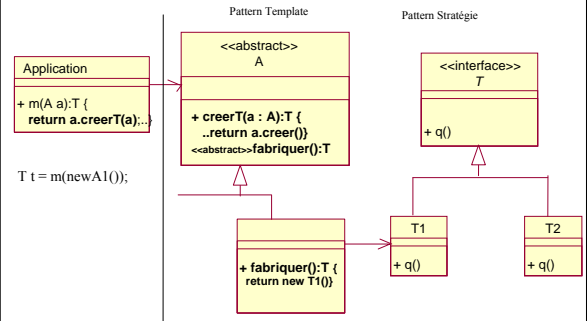 Pattern Template
Pattern Stratégie
Application
+ m(A a):T {
return a.creerT(a);..}
T t = m(newA1());
<<abstract>>
A
+ creerT(a : A):T {
..return a.creer()}
<<abstract>>fabriquer():T
+ fabriquer():T {
return new T1()}
<<interface>>
T
+ q()
T1
+ q()
T2
+ q()